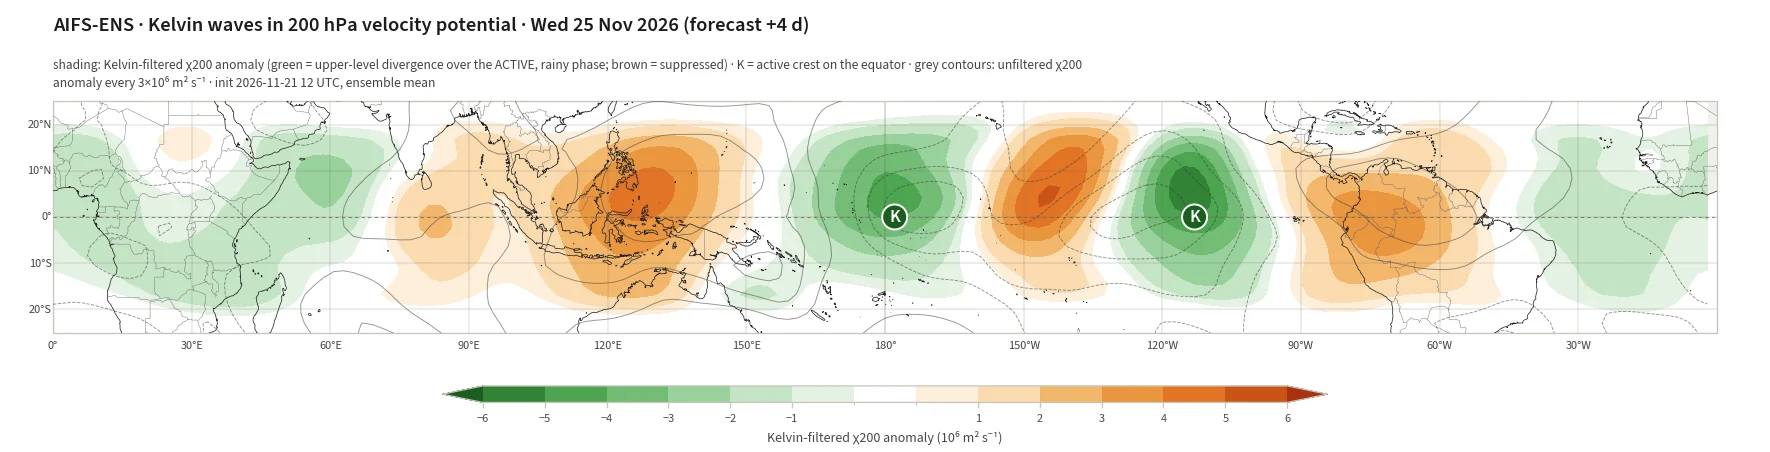 AIFS-ENS · Kelvin waves in 200 hPa velocity potential · Wed 25 Nov 2026 (forecast +4 d)
shading: Kelvin-filtered χ200 anomaly (green = upper-level divergence over the ACTIVE, rainy phase; brown = suppressed) · K = active crest on the equator · grey contours: unfiltered χ200
anomaly every 3×10⁶ m² s⁻¹ · init 2026-11-21 12 UTC, ensemble mean
20°N
10°N
0°
10°S
20°S
K K
0° 30°E 60°E 90°E 120°E 150°E 180° 150°W 120°W 90°W 60°W 30°W
−6 −5 −4 −3 −2 −1 1 2 3 4 5 6
Kelvin-filtered χ200 anomaly (10⁶ m² s⁻¹)